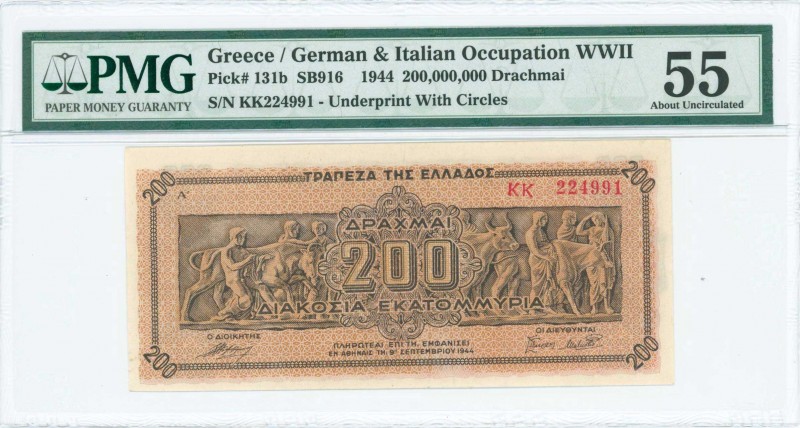 PMG
PAPER MONEY GUARANTY
Greece / German & Italian Occupation WWII
Pick# 131b SB916 1944 200,000,000 Drachmai
S/N KK224991 - Underprint With Circles
55
About Uncirculated
200
ΤΡΑΠΕΖΑ ΤΗΣ ΕΛΛΑΔΟΣ
200
Λ
KK 224991
ΔΡΑΧΜΑΙ
200
ΔΙΑΚΟΣΙΑ ΕΚΑΤΟΜΜΥΡΙΑ
Ο ΔΙΟΙΚΗΤΗΣ
ΟΙ ΔΙΕΥΘΥΝΤΑΙ
ΠΛΗΡΩΤΕΑΙ ΕΠΙ ΤΗ, ΕΜΦΑΝΙΣΕΙ
ΕΝ ΑΘΗΝΑΙΣ ΤΗ, 9ῃ ΣΕΠΤΕΜΒΡΙΟΥ 1944
200
200